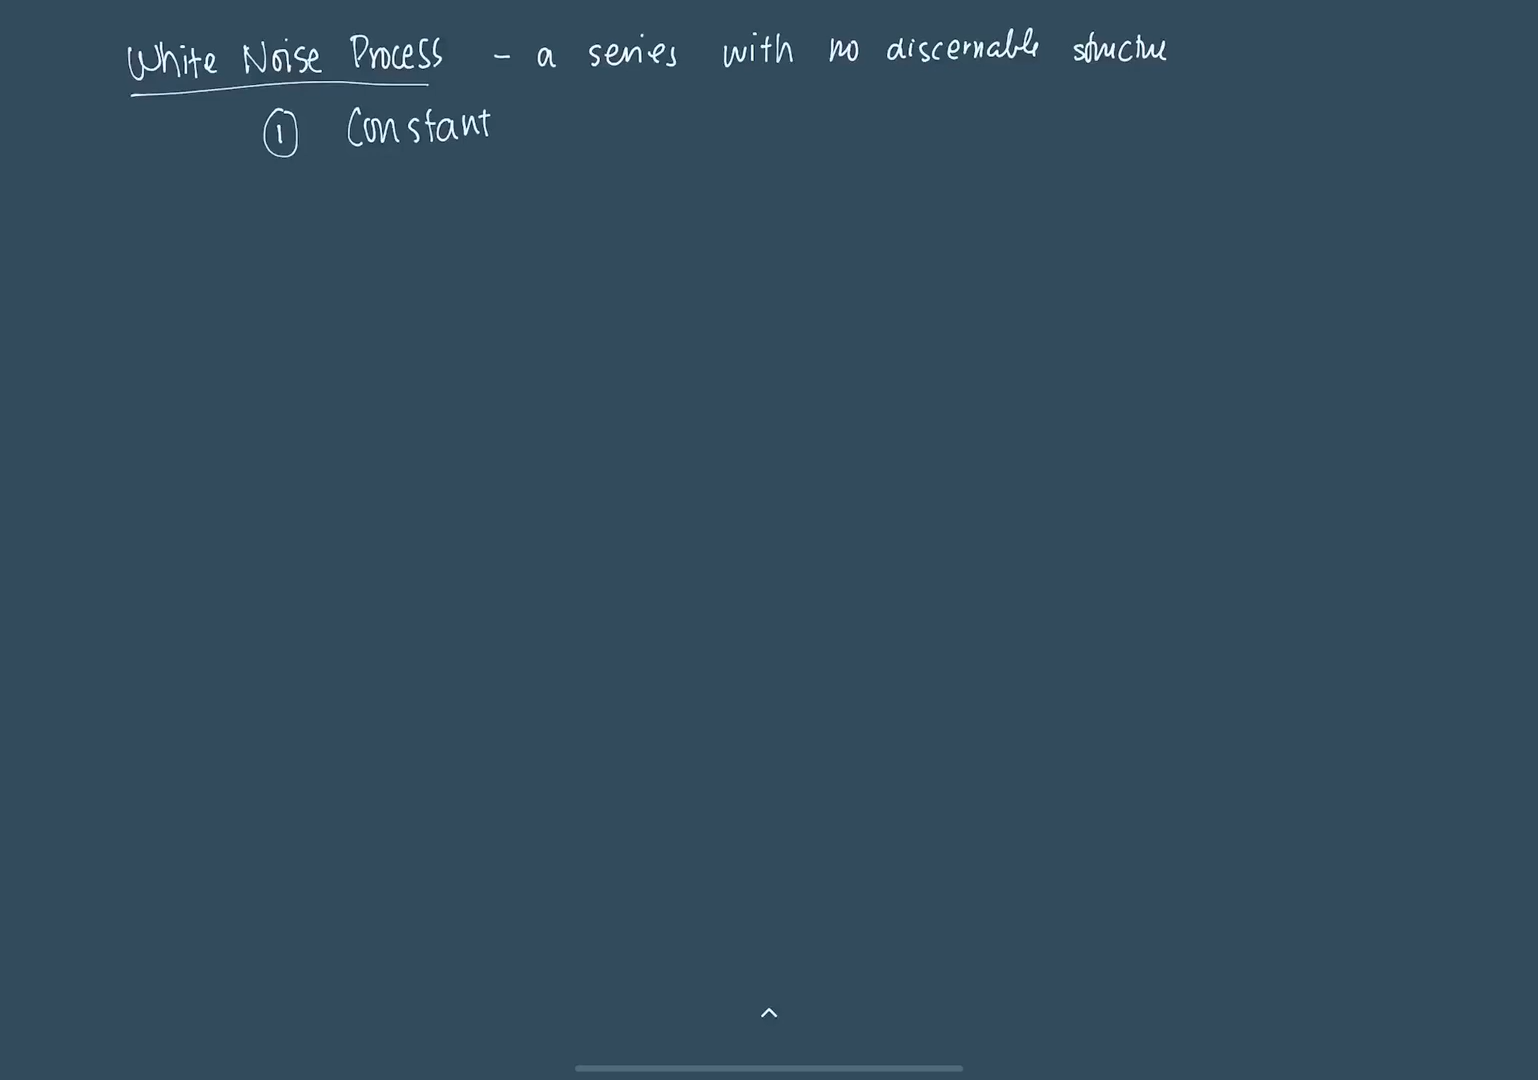 White Noise Process - a series with no discernable structure
① Constant